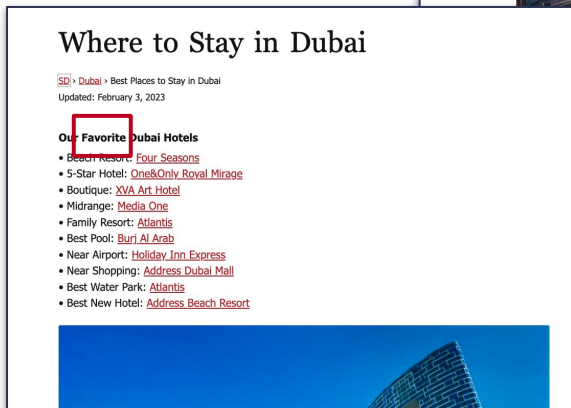 Where to Stay in Dubai
SD › Dubai › Best Places to Stay in Dubai
Updated: February 3, 2023
Our Favorite Dubai Hotels
• Beach Resort: Four Seasons
• 5-Star Hotel: One&Only Royal Mirage
• Boutique: XVA Art Hotel
• Midrange: Media One
• Family Resort: Atlantis
• Best Pool: Burj Al Arab
• Near Airport: Holiday Inn Express
• Near Shopping: Address Dubai Mall
• Best Water Park: Atlantis
• Best New Hotel: Address Beach Resort